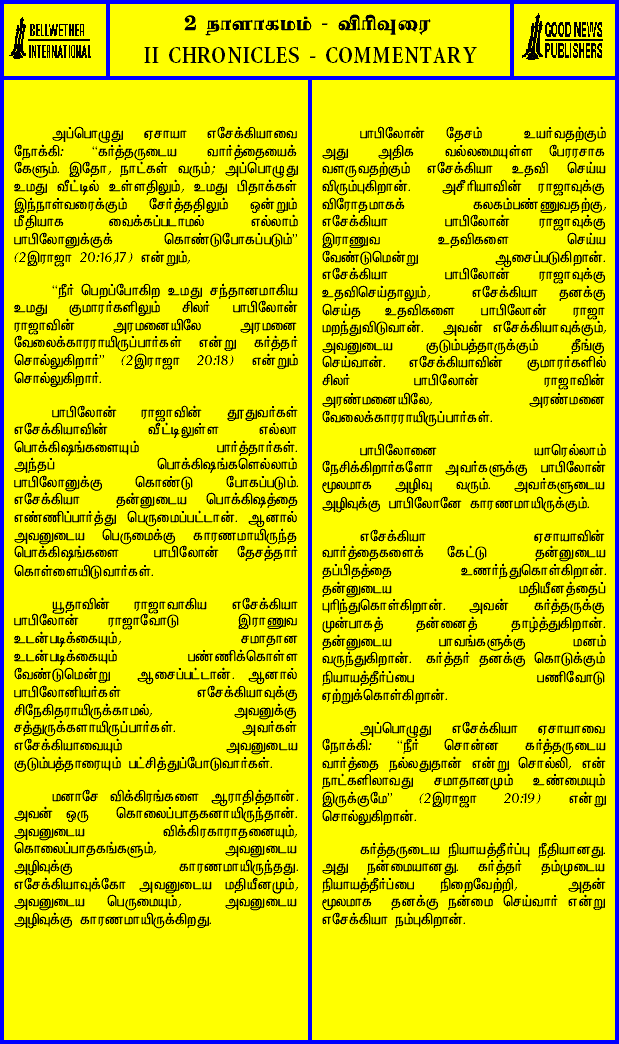 BELLWETHER
INTERNATIONAL
2 நாளாகமம் - விரிவுரை
II CHRONICLES - COMMENTARY
GOOD NEWS
PUBLISHERS
அப்பொழுது ஏசாயா எசேக்கியாவை
நோக்கி: “கர்த்தருடைய வார்த்தையைக்
கேளும். இதோ, நாட்கள் வரும்; அப்பொழுது
உமது வீட்டில் உள்ளதிலும், உமது பிதாக்கள்
இந்நாள்வரைக்கும் சேர்த்ததிலும் ஒன்றும்
மீதியாக வைக்கப்படாமல் எல்லாம்
பாபிலோனுக்குக் கொண்டுபோகப்படும்”
(2இராஜா 20:16,17) என்றும்,
“நீர் பெறப்போகிற உமது சந்தானமாகிய
உமது குமாரர்களிலும் சிலர் பாபிலோன்
ராஜாவின் அரமனையிலே அரமனை
வேலைக்காரராயிருப்பார்கள் என்று கர்த்தர்
சொல்லுகிறார்” (2இராஜா 20:18) என்றும்
சொல்லுகிறார்.
பாபிலோன் ராஜாவின் தூதுவர்கள்
எசேக்கியாவின் வீட்டிலுள்ள எல்லா
பொக்கிஷங்களையும் பார்த்தார்கள்.
அந்தப் பொக்கிஷங்களெல்லாம்
பாபிலோனுக்கு கொண்டு போகப்படும்.
எசேக்கியா தன்னுடைய பொக்கிஷத்தை
எண்ணிப்பார்த்து பெருமைப்பட்டான். ஆனால்
அவனுடைய பெருமைக்கு காரணமாயிருந்த
பொக்கிஷங்களை பாபிலோன் தேசத்தார்
கொள்ளையிடுவார்கள்.
யூதாவின் ராஜாவாகிய எசேக்கியா
பாபிலோன் ராஜாவோடு இராணுவ
உடன்படிக்கையும், சமாதான
உடன்படிக்கையும் பண்ணிக்கொள்ள
வேண்டுமென்று ஆசைப்பட்டான். ஆனால்
பாபிலோனியர்கள் எசேக்கியாவுக்கு
சிநேகிதராயிருக்காமல், அவனுக்கு
சத்துருக்களாயிருப்பார்கள். அவர்கள்
எசேக்கியாவையும் அவனுடைய
குடும்பத்தாரையும் பட்சித்துப்போடுவார்கள்.
மனாசே விக்கிரங்களை ஆராதித்தான்.
அவன் ஒரு கொலைப்பாதகனாயிருந்தான்.
அவனுடைய விக்கிரகாராதனையும்,
கொலைப்பாதகங்களும், அவனுடைய
அழிவுக்கு காரணமாயிருந்தது.
எசேக்கியாவுக்கோ அவனுடைய மதியீனமும்,
அவனுடைய பெருமையும், அவனுடைய
அழிவுக்கு காரணமாயிருக்கிறது.
பாபிலோன் தேசம் உயர்வதற்கும்
அது அதிக வல்லமையுள்ள பேரரசாக
வளருவதற்கும் எசேக்கியா உதவி செய்ய
விரும்புகிறான். அசீரியாவின் ராஜாவுக்கு
விரோதமாகக் கலகம்பண்ணுவதற்கு,
எசேக்கியா பாபிலோன் ராஜாவுக்கு
இராணுவ உதவிகளை செய்ய
வேண்டுமென்று ஆசைப்படுகிறான்.
எசேக்கியா பாபிலோன் ராஜாவுக்கு
உதவிசெய்தாலும், எசேக்கியா தனக்கு
செய்த உதவிகளை பாபிலோன் ராஜா
மறந்துவிடுவான். அவன் எசேக்கியாவுக்கும்,
அவனுடைய குடும்பத்தாருக்கும் தீங்கு
செய்வான். எசேக்கியாவின் குமாரர்களில்
சிலர் பாபிலோன் ராஜாவின்
அரண்மனையிலே, அரண்மனை
வேலைக்காரராயிருப்பார்கள்.
பாபிலோனை யாரெல்லாம்
நேசிக்கிறார்களோ அவர்களுக்கு பாபிலோன்
மூலமாக அழிவு வரும். அவர்களுடைய
அழிவுக்கு பாபிலோனே காரணமாயிருக்கும்.
எசேக்கியா ஏசாயாவின்
வார்த்தைகளைக் கேட்டு தன்னுடைய
தப்பிதத்தை உணர்ந்துகொள்கிறான்.
தன்னுடைய மதியீனத்தைப்
புரிந்துகொள்கிறான். அவன் கர்த்தருக்கு
முன்பாகத் தன்னைத் தாழ்த்துகிறான்.
தன்னுடைய பாவங்களுக்கு மனம்
வருந்துகிறான். கர்த்தர் தனக்கு கொடுக்கும்
நியாயத்தீர்ப்பை பணிவோடு
ஏற்றுக்கொள்கிறான்.
அப்பொழுது எசேக்கியா ஏசாயாவை
நோக்கி: “நீர் சொன்ன கர்த்தருடைய
வார்த்தை நல்லதுதான் என்று சொல்லி, என்
நாட்களிலாவது சமாதானமும் உண்மையும்
இருக்குமே” (2இராஜா 20:19) என்று
சொல்லுகிறான்.
கர்த்தருடைய நியாயத்தீர்ப்பு நீதியானது.
அது நன்மையானது. கர்த்தர் தம்முடைய
நியாயத்தீர்ப்பை நிறைவேற்றி, அதன்
மூலமாக தனக்கு நன்மை செய்வார் என்று
எசேக்கியா நம்புகிறான்.